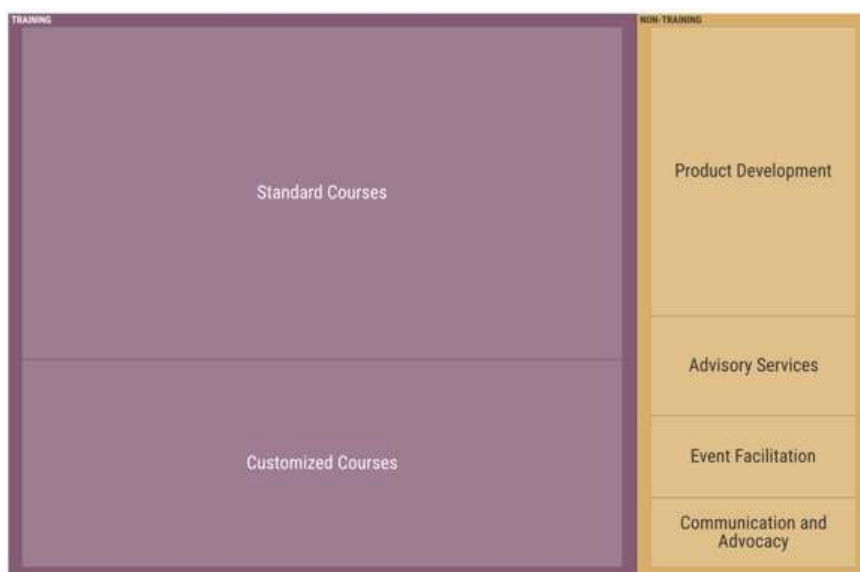 TRAINING
Standard Courses
Customized Courses
NON-TRAINING
Product Development
Advisory Services
Event Facilitation
Communication and
Advocacy